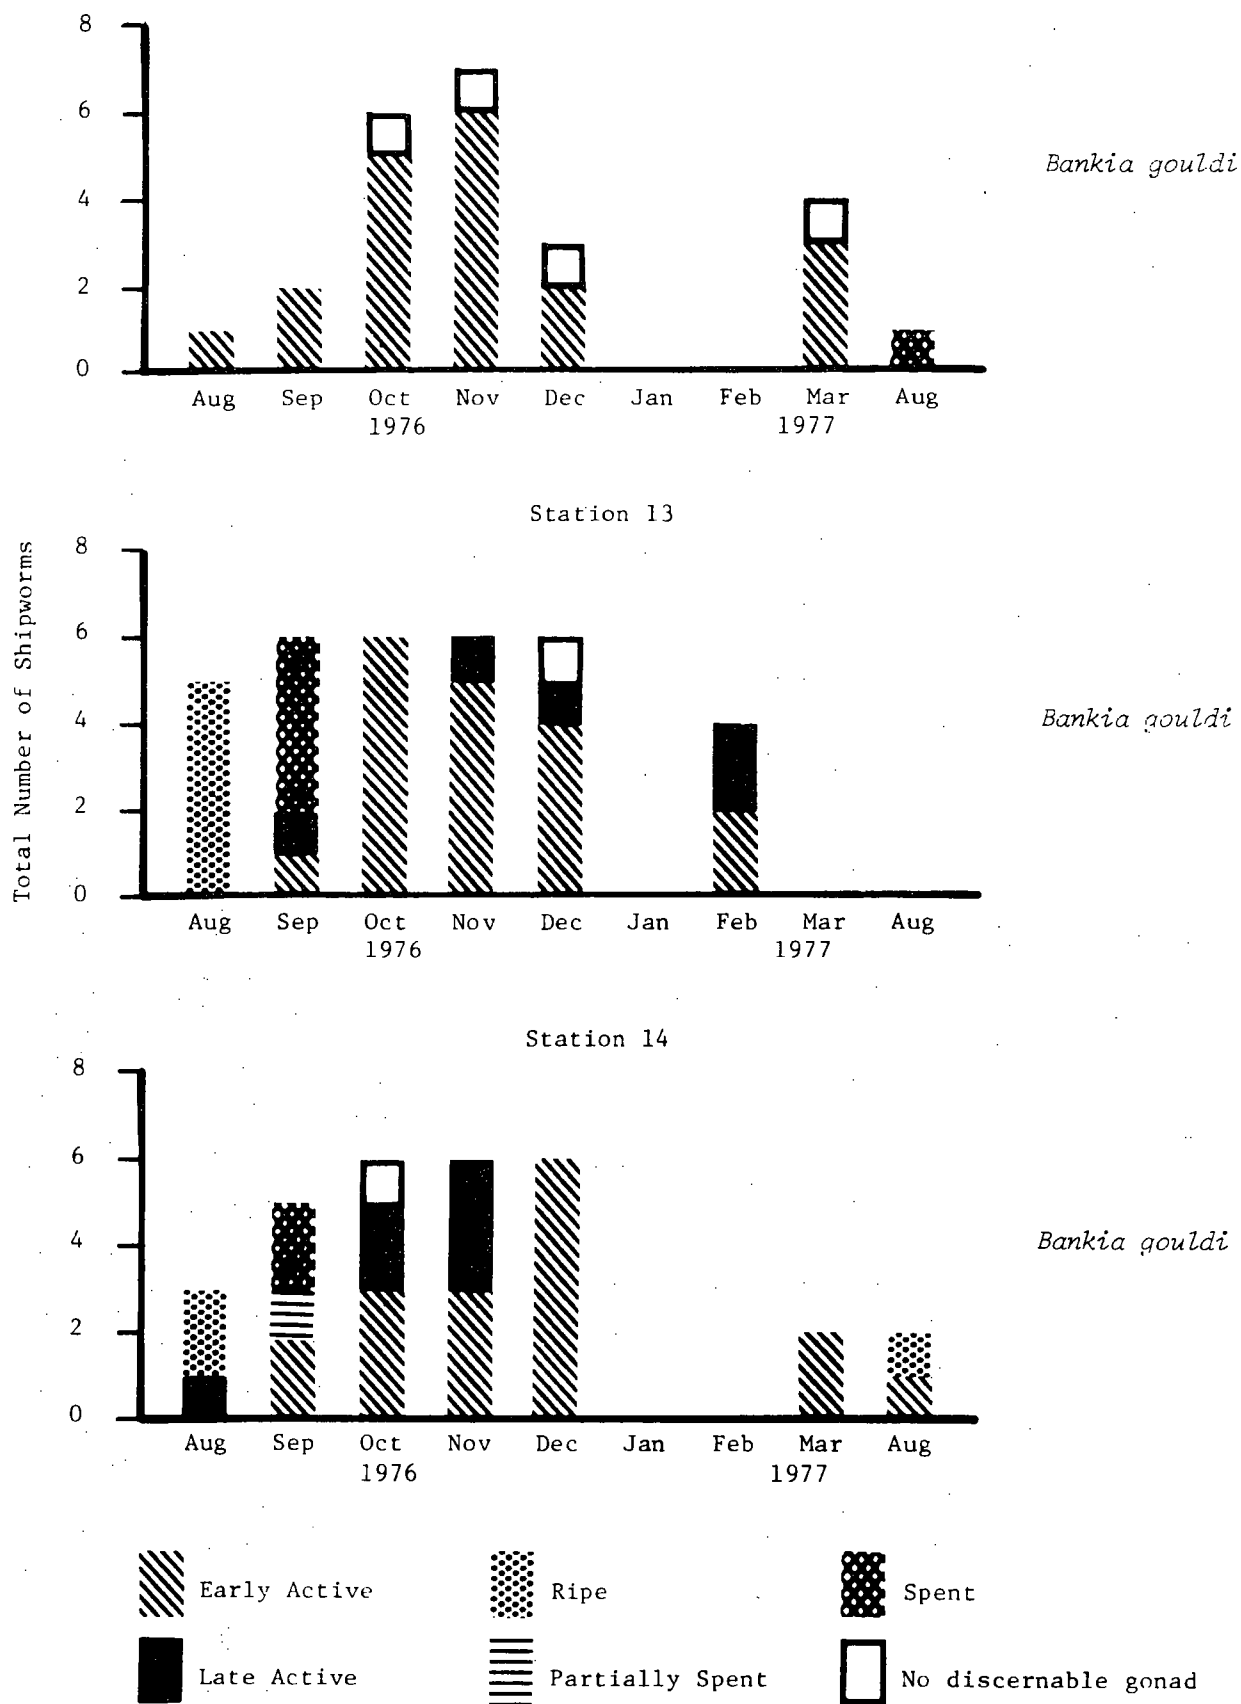 8
6
4
2
0
Bankia gouldi
Aug Sep Oct Nov Dec Jan Feb Mar Aug
1976 1977
Station 13
Total Number of Shipworms
8
6
4
2
0
Bankia gouldi
Aug Sep Oct Nov Dec Jan Feb Mar Aug
1976 1977
Station 14
8
6
4
2
0
Bankia gouldi
Aug Sep Oct Nov Dec Jan Feb Mar Aug
1976 1977
Early Active Ripe Spent
Late Active Partially Spent No discernable gonad